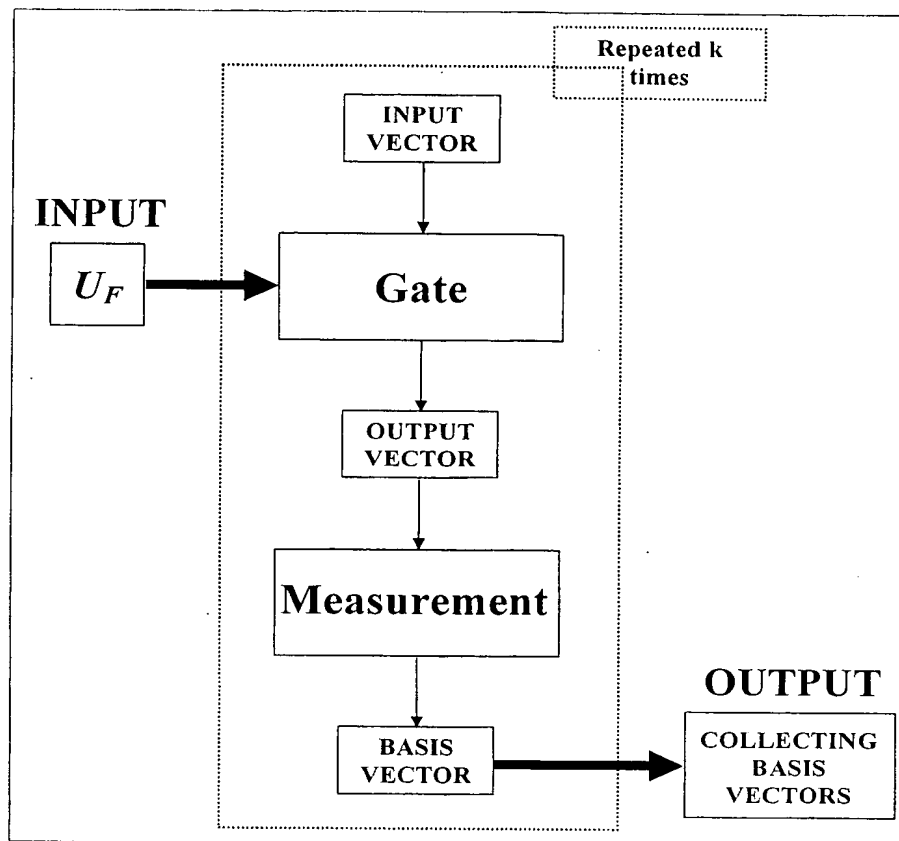 Repeated k
times
INPUT
VECTOR
INPUT
U_F
Gate
OUTPUT
VECTOR
Measurement
OUTPUT
BASIS
VECTOR
COLLECTING
BASIS
VECTORS